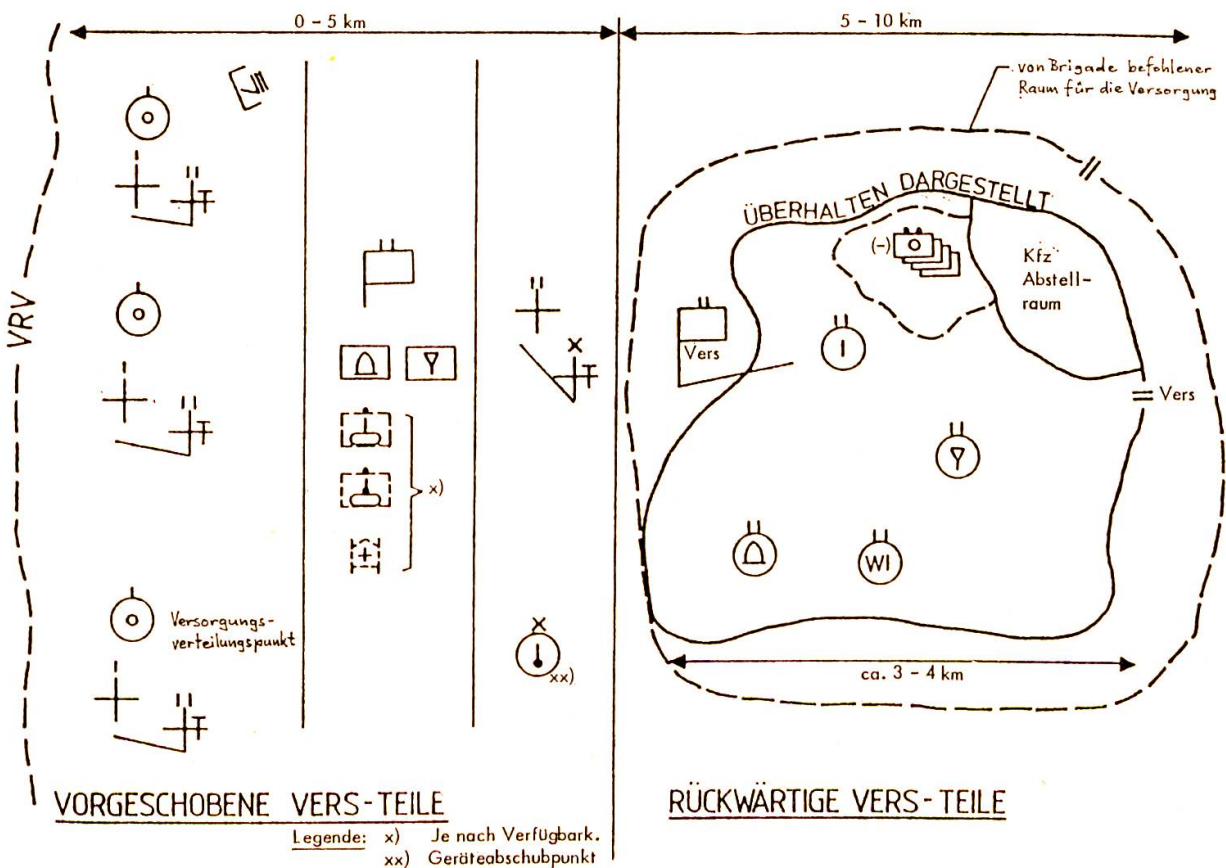 0 – 5 km
5 – 10 km
von Brigade befohlener
Raum für die Versorgung
VRV
ÜBERHALTEN DARGESTELLT
(-)
Kfz
Abstell-
raum
Vers
I
Vers
x)
WI
Versorgungs-
verteilungspunkt
xx)
ca. 3 – 4 km
VORGESCHOBENE VERS-TEILE
RÜCKWÄRTIGE VERS-TEILE
Legende: x) Je nach Verfügbark.
xx) Geräteabschubpunkt